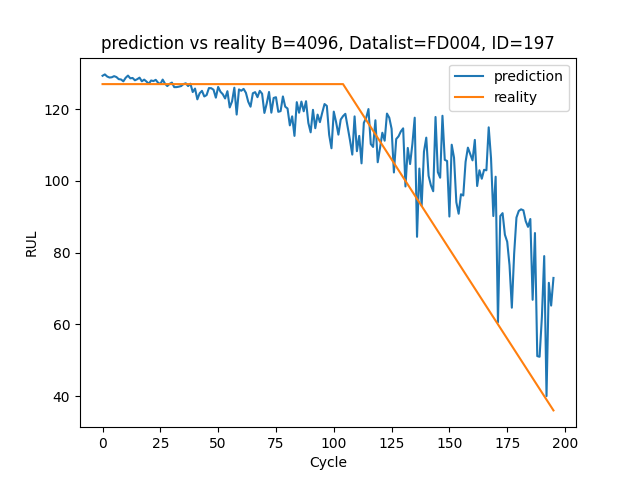 prediction vs reality B=4096, Datalist=FD004, ID=197
prediction
reality
RUL
120
100
80
60
40
0 25 50 75 100 125 150 175 200
Cycle